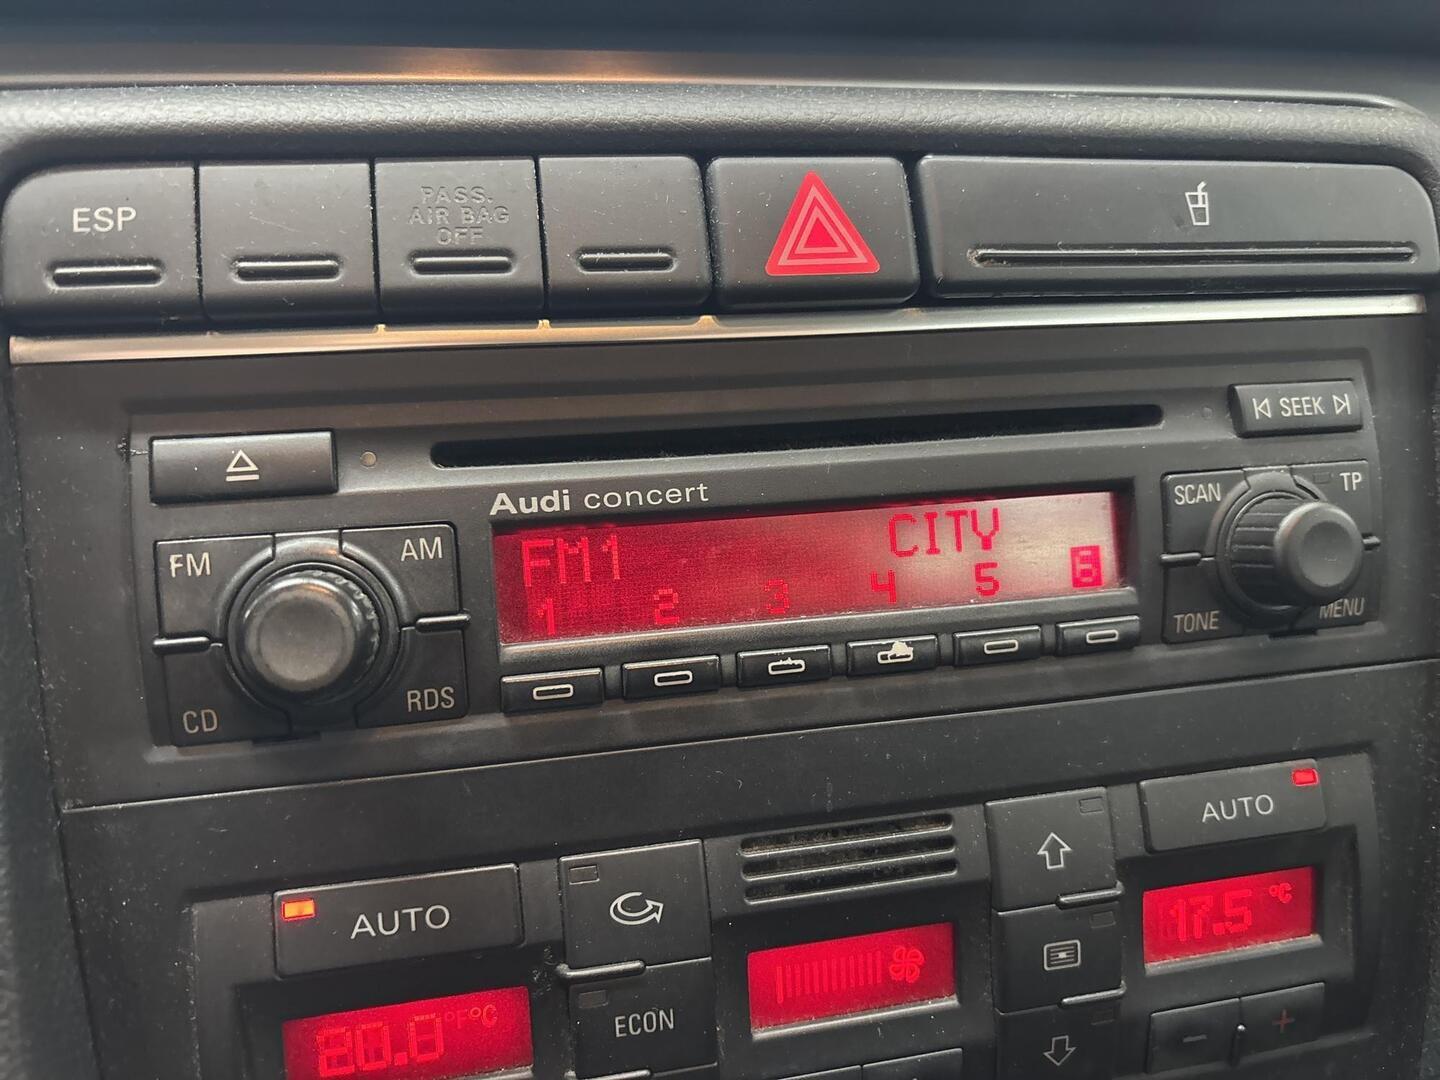 ESP
PASS.
AIR BAG
OFF
SEEK
Audi concert
SCAN
TP
FM
AM
FM1
CITY
1 2 3 4 5 6
TONE
MENU
CD
RDS
AUTO
AUTO
17.5 °C
ECON